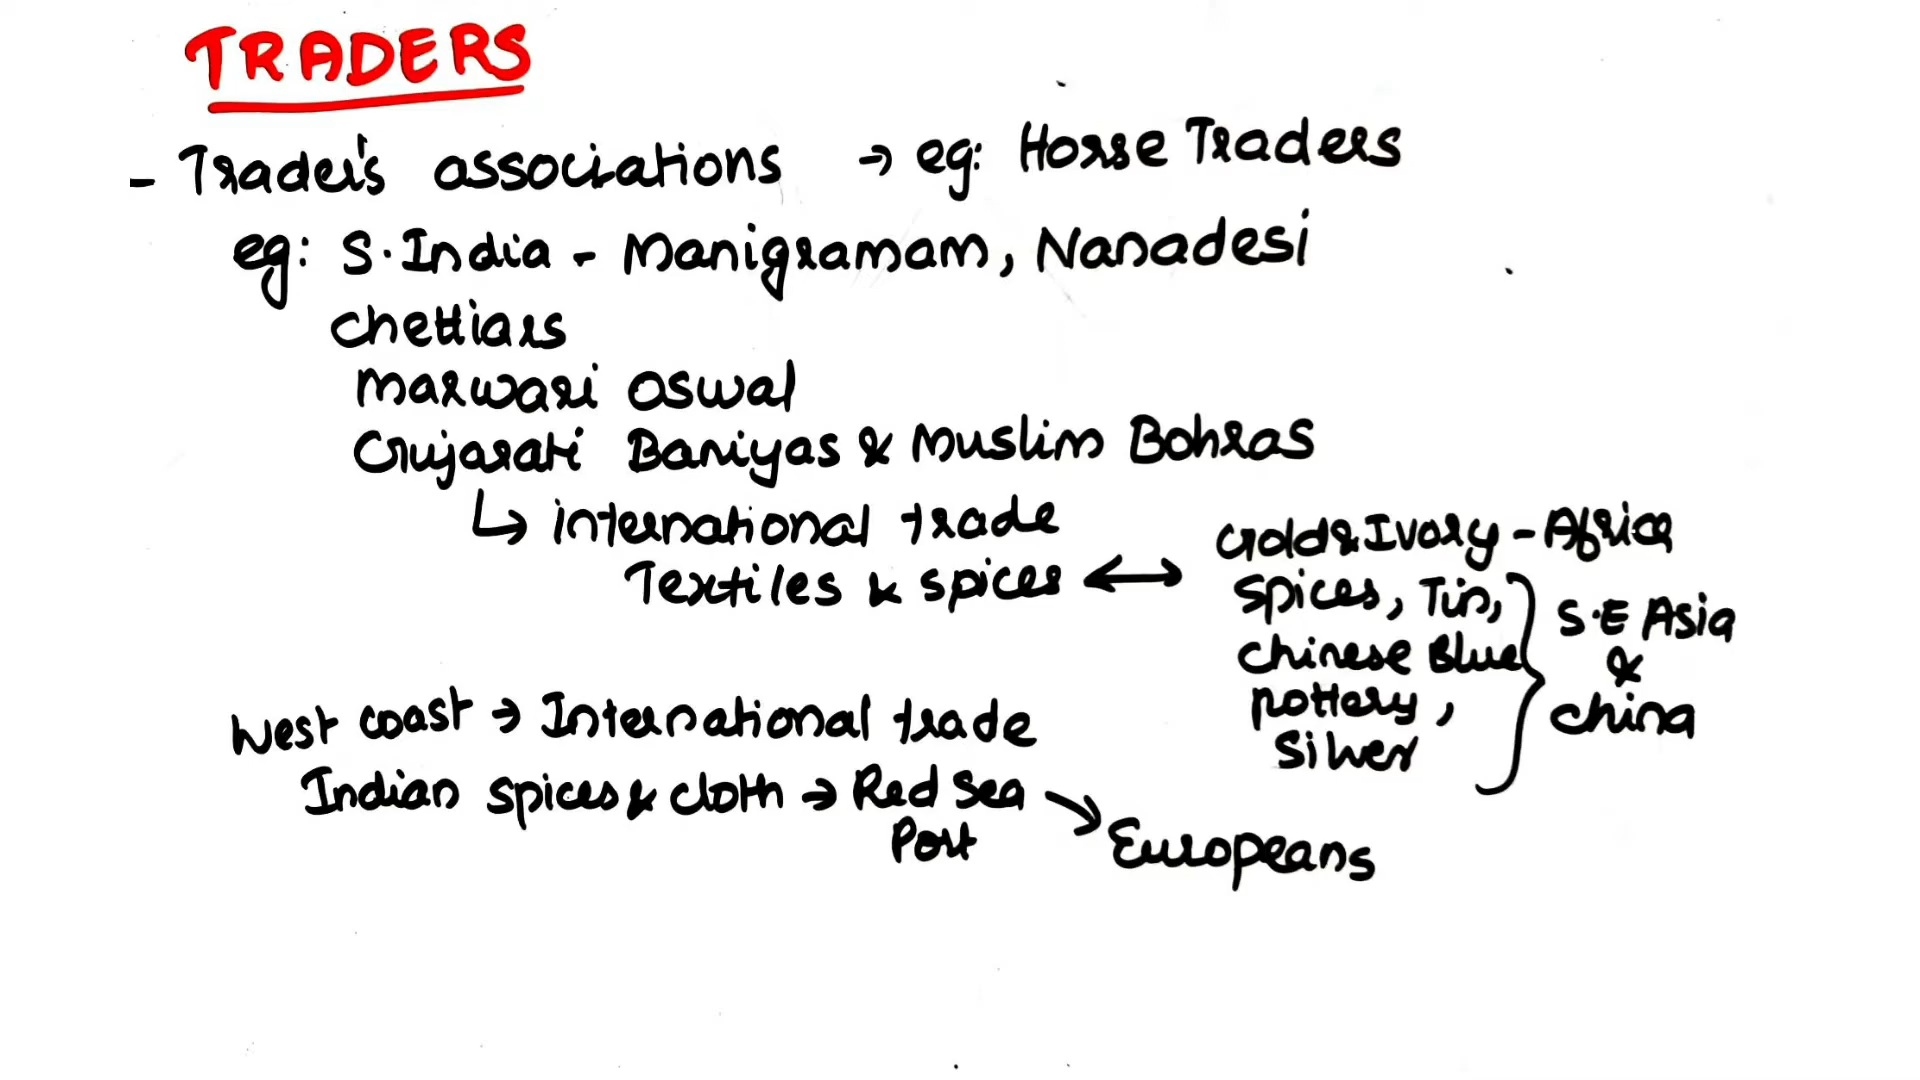 TRADERS
- Trader's associations → eg: Horse Traders
eg: S.India - Manigramam, Nanadesi
Chettiars
Marwari Oswal
Gujarati Baniyas & Muslim Bohras
↳ international trade
Textiles & spices ↔
Gold & Ivory - Africa
Spices, Tin,
Chinese Blue
pottery,
Silver
S.E Asia
&
China
West coast → International trade
Indian spices & cloth → Red Sea
Port
Europeans